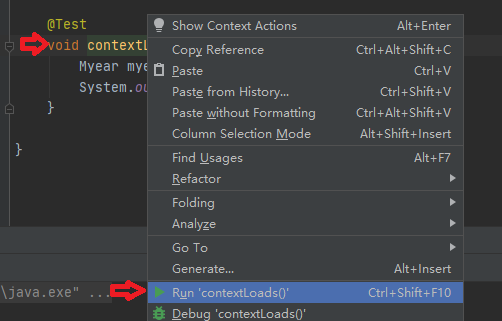 @Test
void contextL
Myear mye
System.ou
}
}
\java.exe" ...
Show Context Actions Alt+Enter
Copy Reference Ctrl+Alt+Shift+C
Paste Ctrl+V
Paste from History... Ctrl+Shift+V
Paste without Formatting Ctrl+Alt+Shift+V
Column Selection Mode Alt+Shift+Insert
Find Usages Alt+F7
Refactor
Folding
Analyze
Go To
Generate... Alt+Insert
Run 'contextLoads()' Ctrl+Shift+F10
Debug 'contextLoads()'